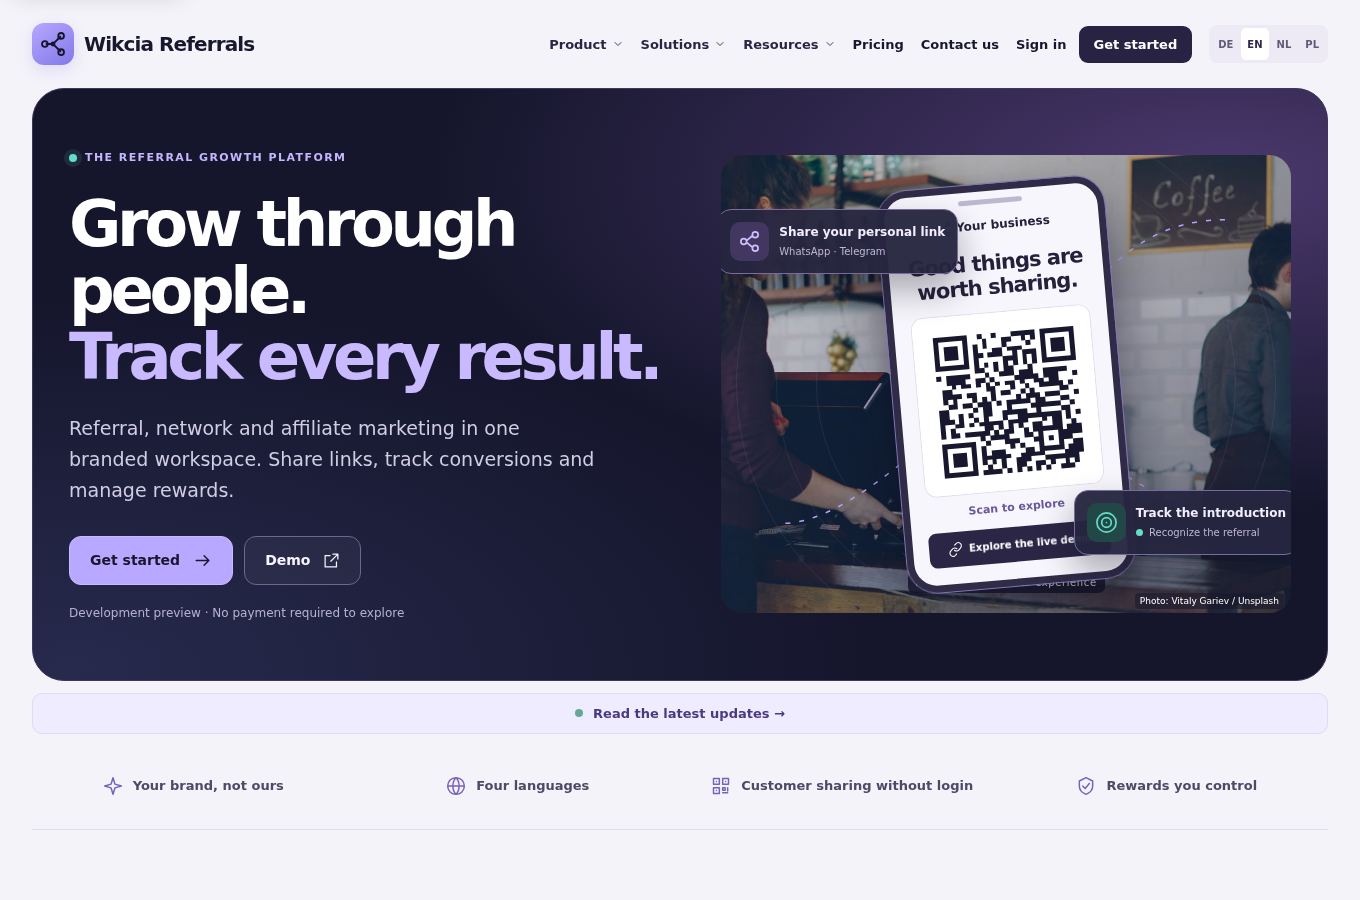 Wikcia Referrals
Product
Solutions
Resources
Pricing
Contact us
Sign in
Get started
DE
EN
NL
PL
THE REFERRAL GROWTH PLATFORM
Grow through
people.
Track every result.
Referral, network and affiliate marketing in one
branded workspace. Share links, track conversions and
manage rewards.
Get started →
Demo
Development preview · No payment required to explore
Coffee
Your business
Share your personal link
WhatsApp · Telegram
Good things are
worth sharing.
Scan to explore
Explore the live
Track the introduction
Recognize the referral
experience
Photo: Vitaly Gariev / Unsplash
Read the latest updates →
Your brand, not ours
Four languages
Customer sharing without login
Rewards you control